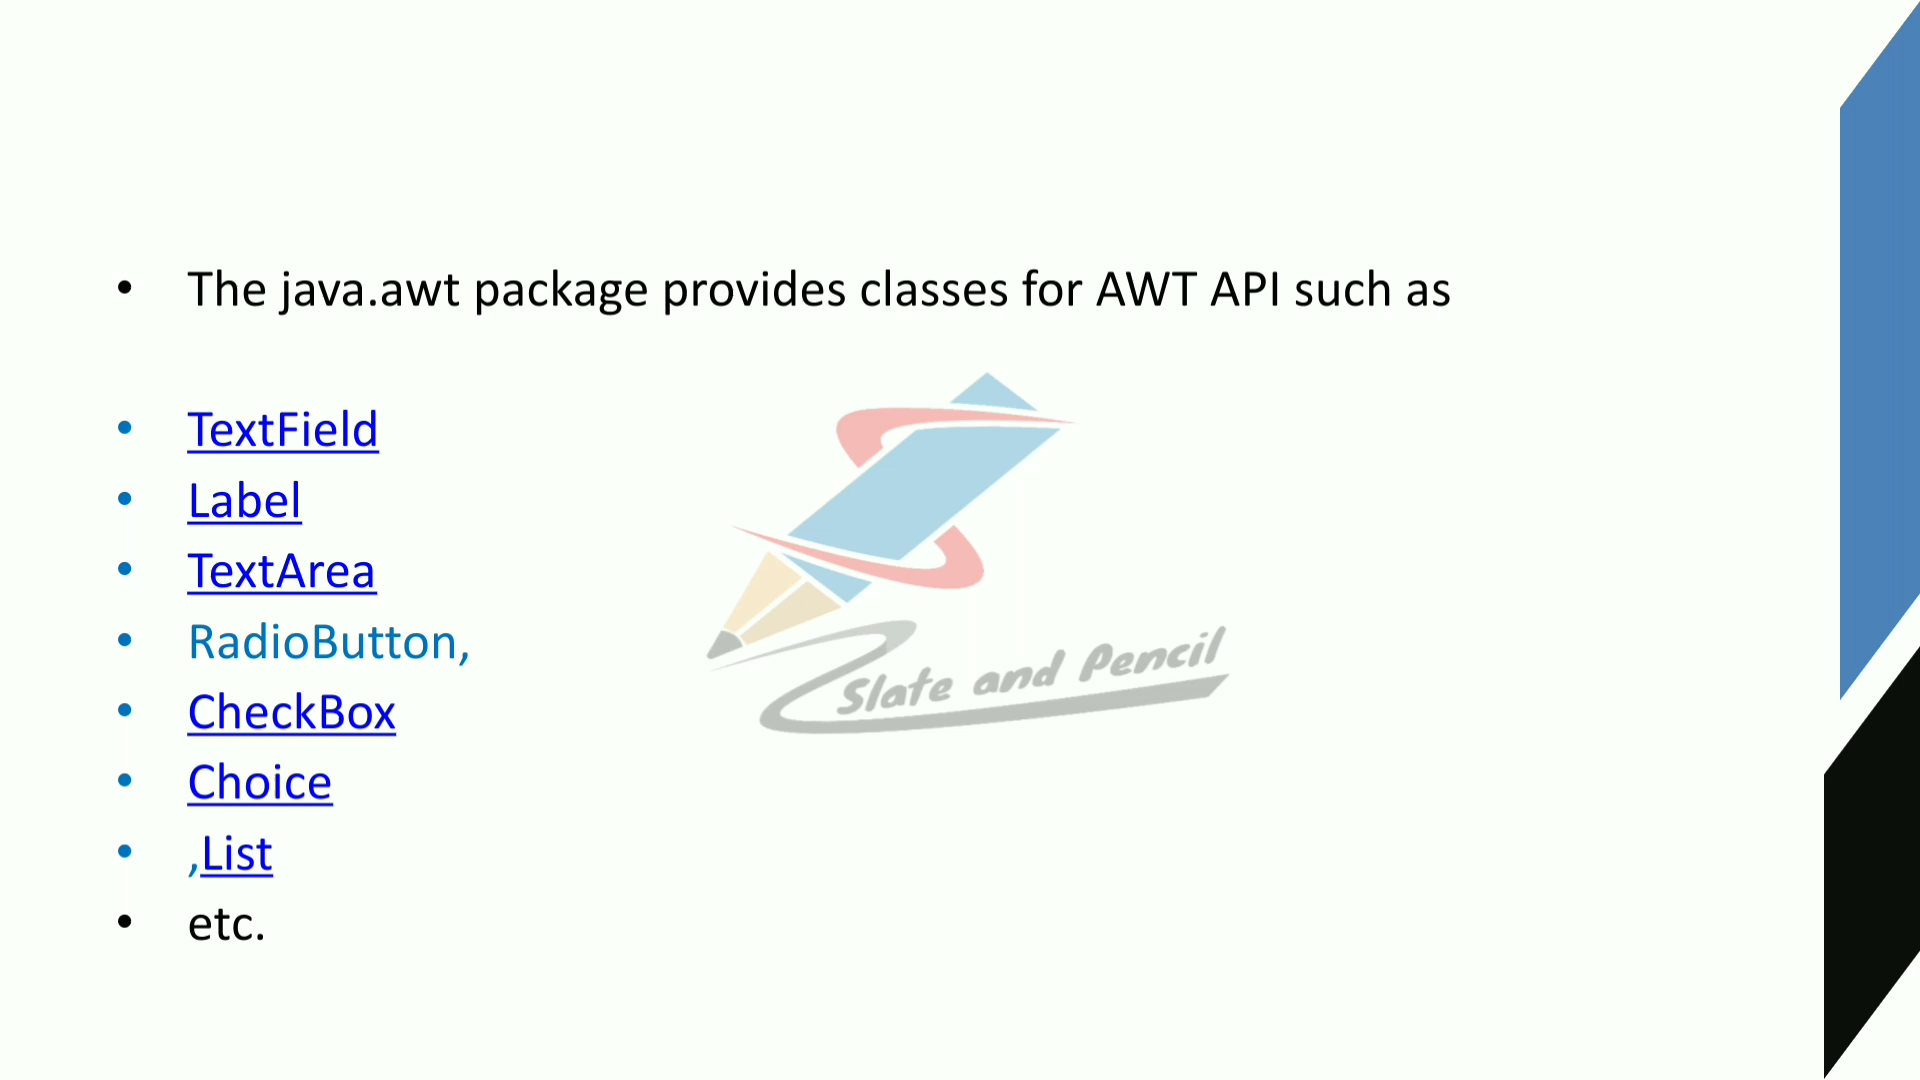 • The java.awt package provides classes for AWT API such as
• TextField
• Label
• TextArea
• RadioButton,
• CheckBox
• Choice
• ,List
• etc.
Slate and Pencil